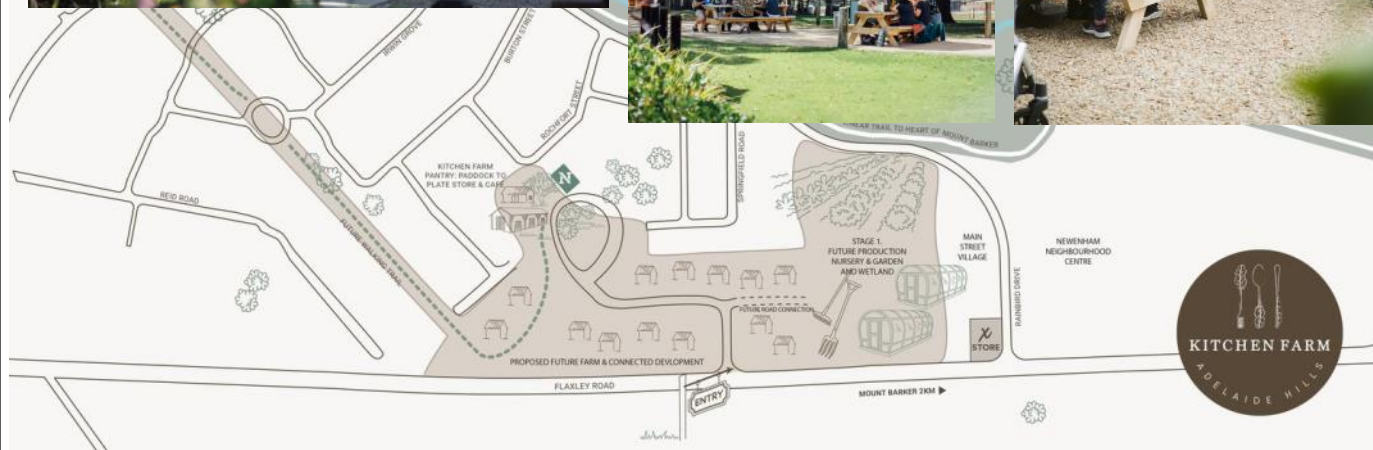 IRWIN GROVE
BURTON STREET
ROCHFORT STREET
SPRINGFIELD ROAD
LINEAR TRAIL TO HEART OF MOUNT BARKER
KITCHEN FARM
PANTRY: PADDOCK TO
PLATE STORE & CAFE
N
REID ROAD
FUTURE WALKING TRAIL
STAGE 1.
FUTURE PRODUCTION
NURSERY & GARDEN
AND WETLAND
MAIN
STREET
VILLAGE
NEWENHAM
NEIGHBOURHOOD
CENTRE
RAINBIRD DRIVE
FUTURE ROAD CONNECTION
STORE
PROPOSED FUTURE FARM & CONNECTED DEVLOPMENT
FLAXLEY ROAD
ENTRY
MOUNT BARKER 2KM
KITCHEN FARM
ADELAIDE HILLS